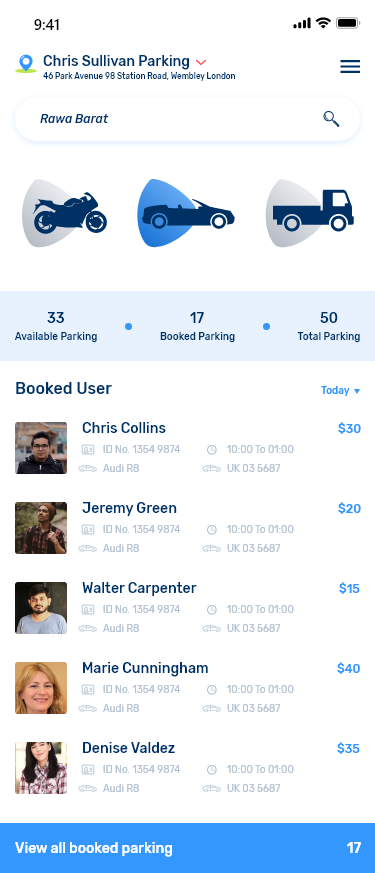 9:41
Chris Sullivan Parking
46 Park Avenue 98 Station Road, Wembley London
Rawa Barat
33
Available Parking
17
Booked Parking
50
Total Parking
Booked User
Today
Chris Collins
$30
ID No. 1354 9874
10:00 To 01:00
Audi R8
UK 03 5687
Jeremy Green
$20
ID No. 1354 9874
10:00 To 01:00
Audi R8
UK 03 5687
Walter Carpenter
$15
ID No. 1354 9874
10:00 To 01:00
Audi R8
UK 03 5687
Marie Cunningham
$40
ID No. 1354 9874
10:00 To 01:00
Audi R8
UK 03 5687
Denise Valdez
$35
ID No. 1354 9874
10:00 To 01:00
Audi R8
UK 03 5687
View all booked parking
17